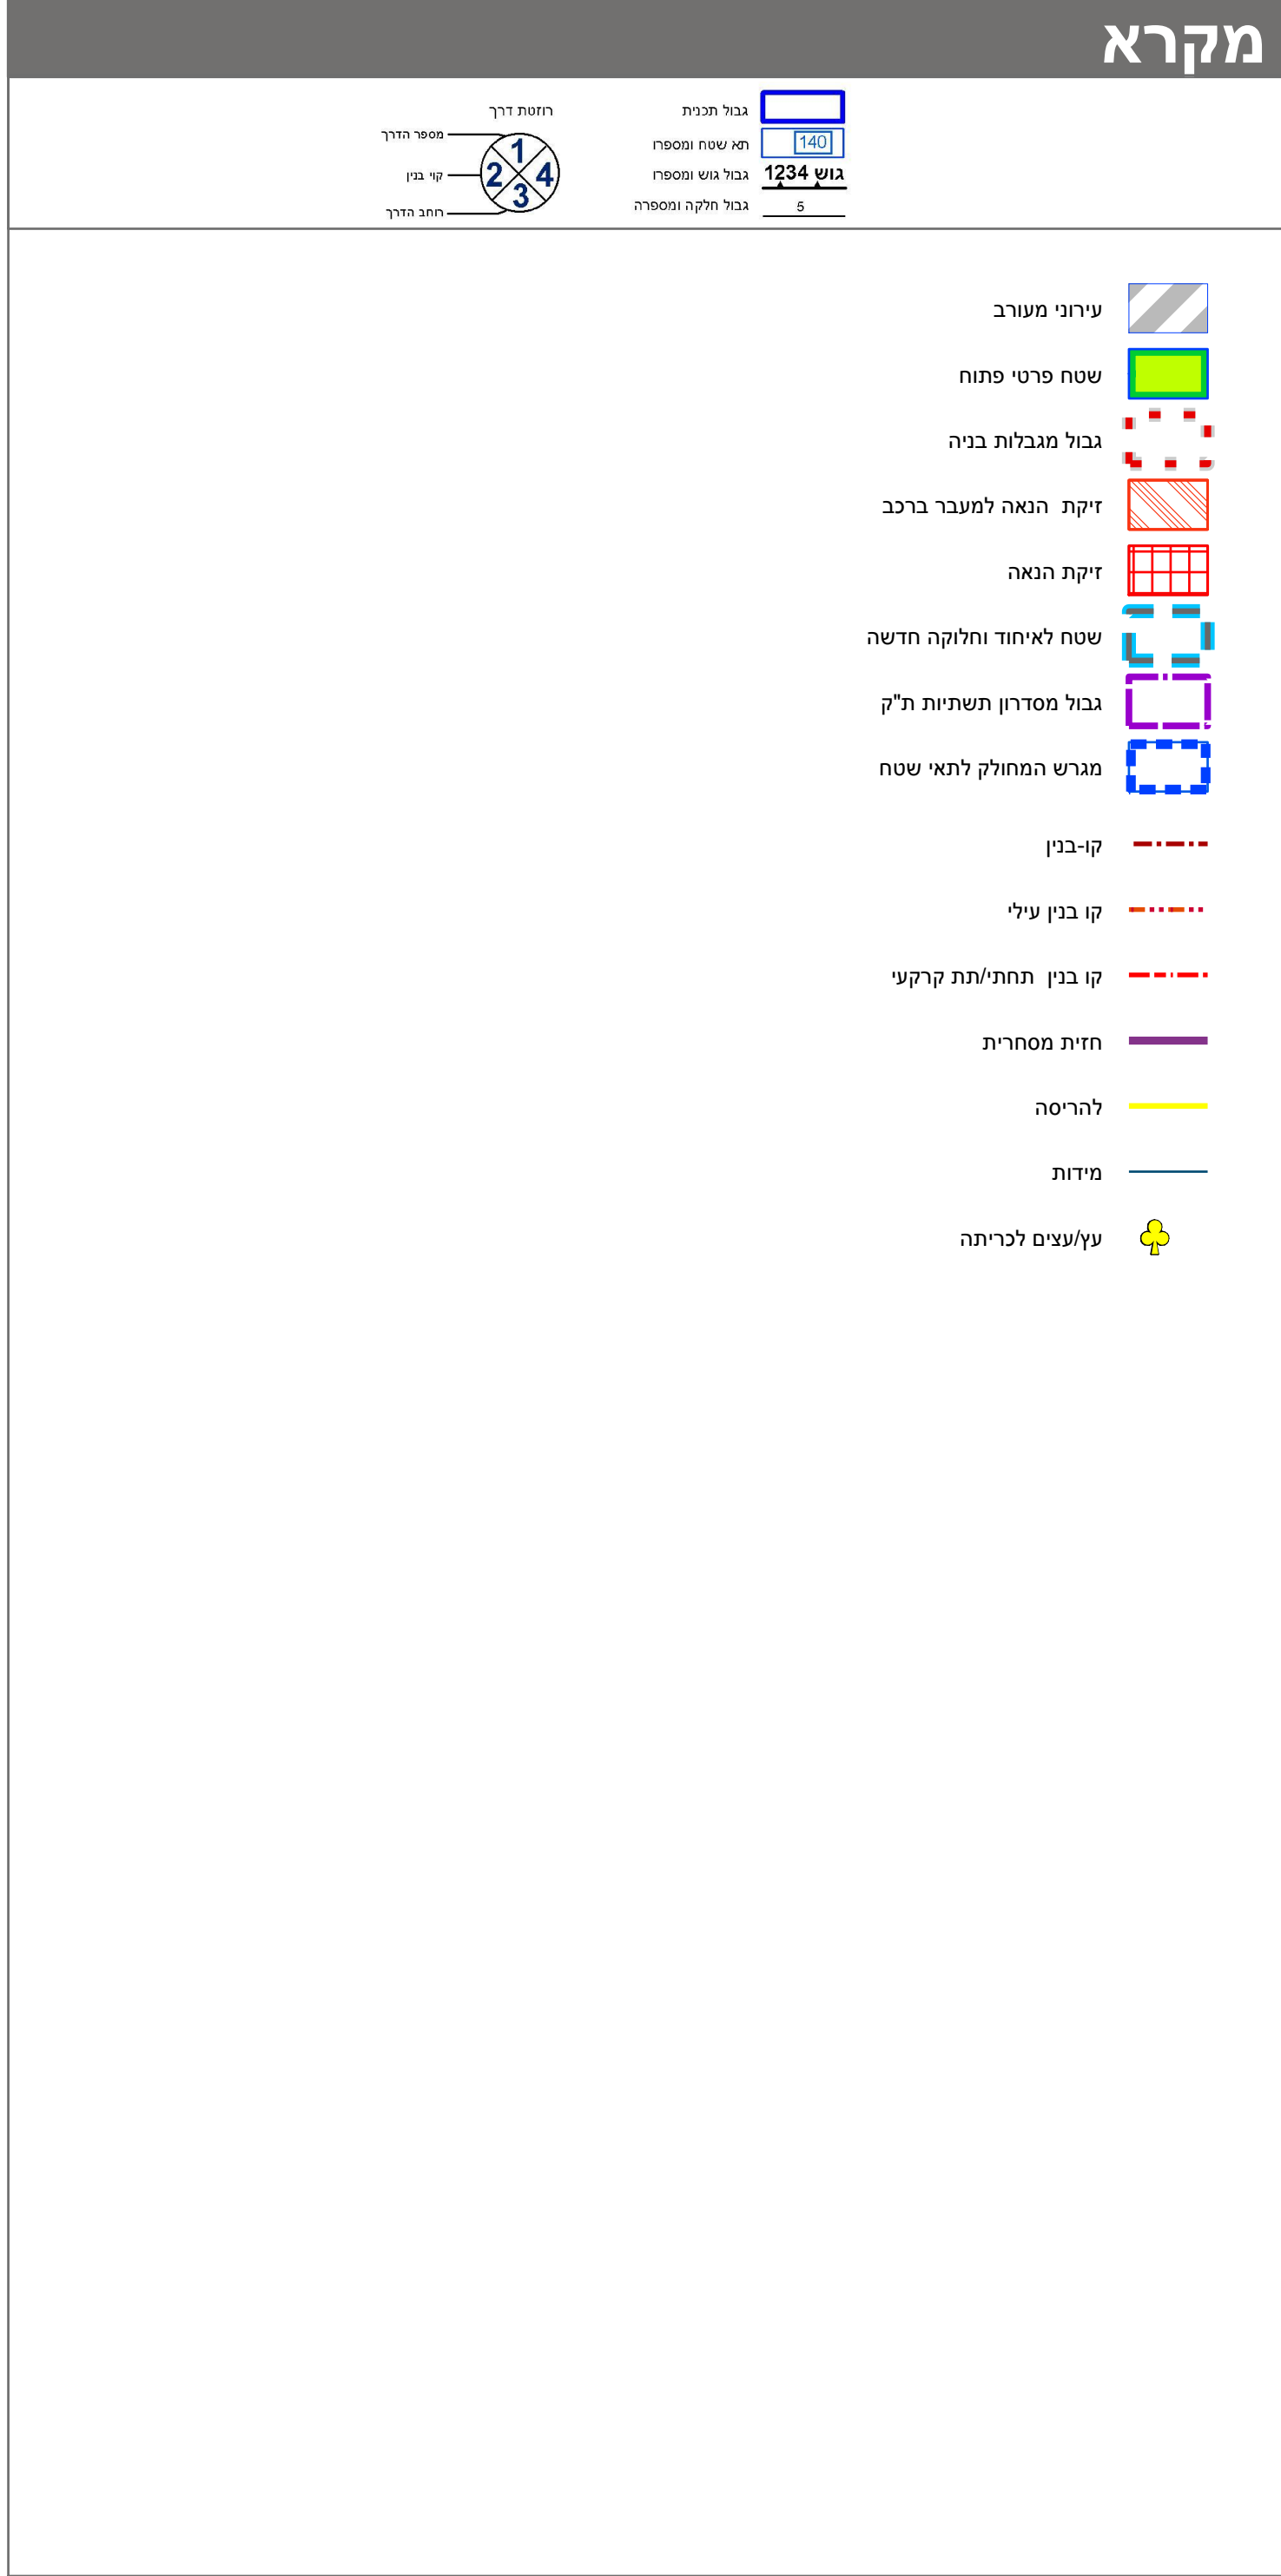 מקרא
גבול תכנית
תא שטח ומספרו
140
גבול גוש ומספרו
גוש 1234
גבול חלקה ומספרה
5
רוזטת דרך
מספר הדרך
קוי בנין
רוחב הדרך
1
2
4
3
עירוני מעורב
שטח פרטי פתוח
גבול מגבלות בניה
זיקת הנאה למעבר ברכב
זיקת הנאה
שטח לאיחוד וחלוקה חדשה
גבול מסדרון תשתיות ת"ק
מגרש המחולק לתאי שטח
קו-בנין
קו בנין עילי
קו בנין תחתי/תת קרקעי
חזית מסחרית
להריסה
מידות
עץ/עצים לכריתה